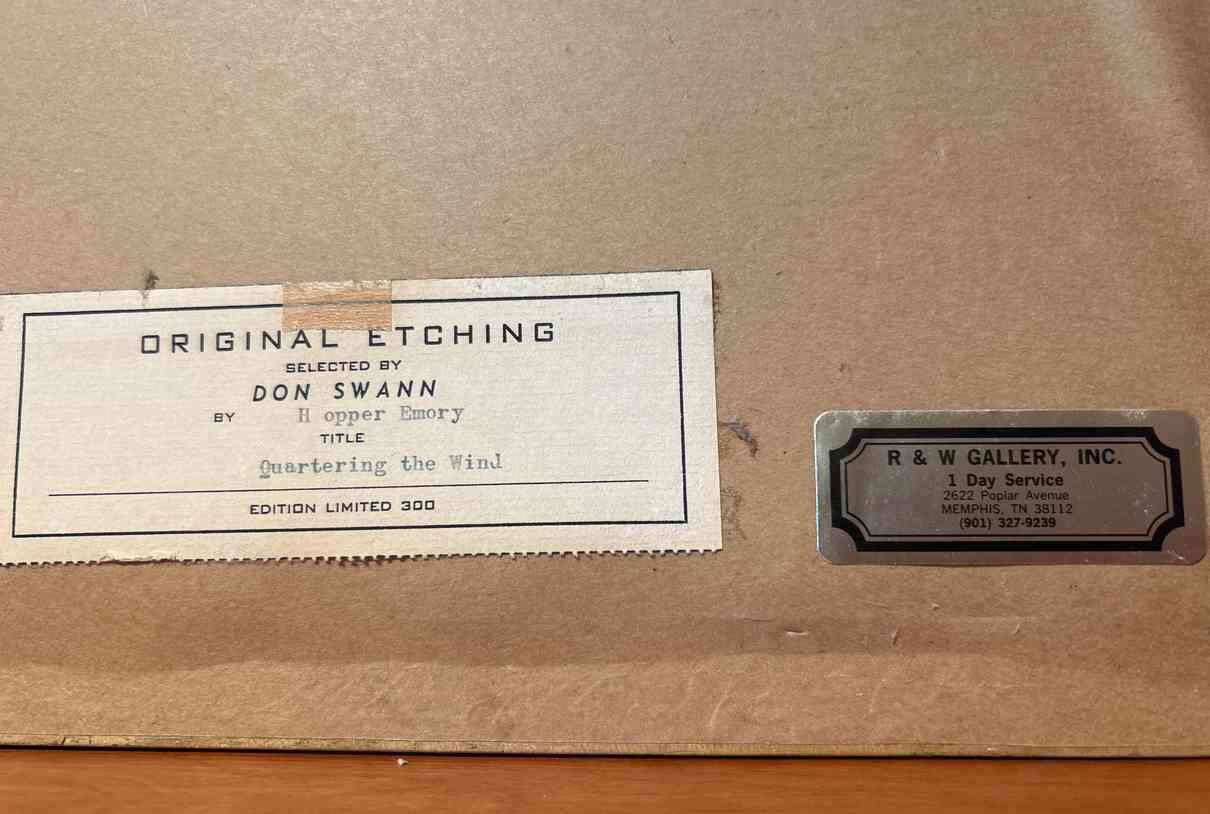 ORIGINAL ETCHING
SELECTED BY
DON SWANN
BY H opper Emory
TITLE
Quartering the Wind
EDITION LIMITED 300
R & W GALLERY, INC.
1 Day Service
2622 Poplar Avenue
MEMPHIS, TN 38112
(901) 327-9239